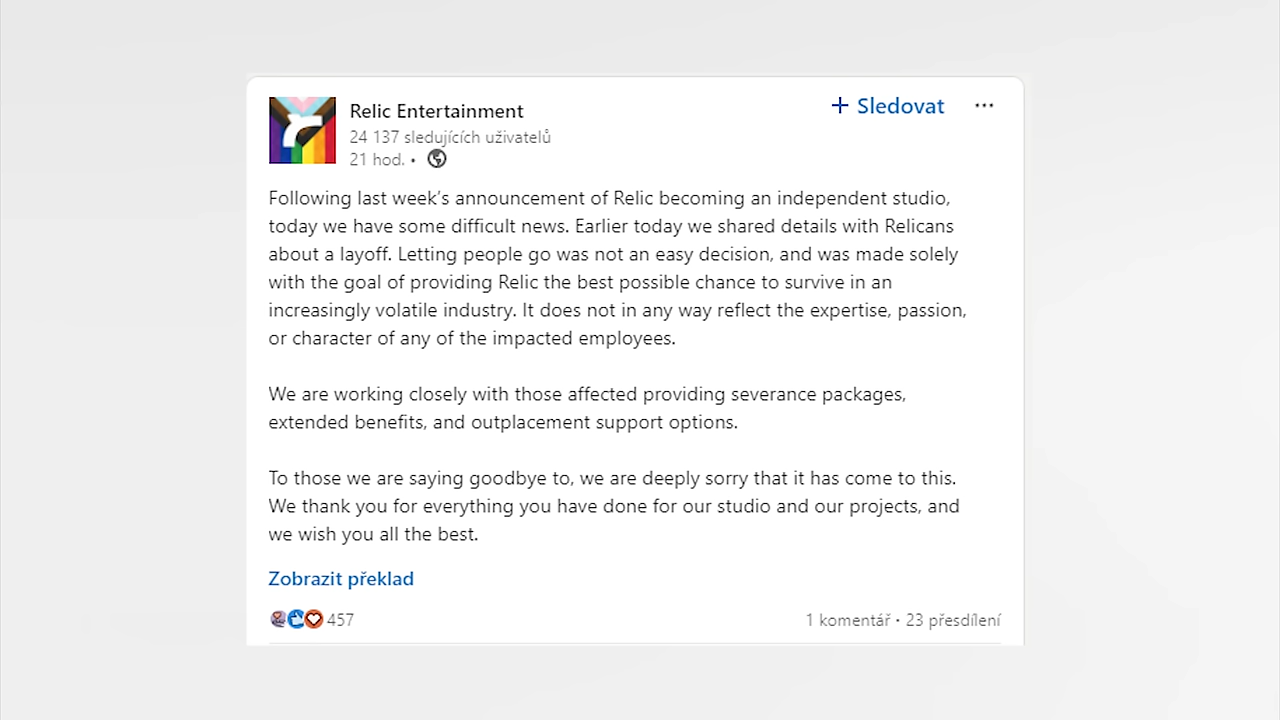 Relic Entertainment
+ Sledovat
24 137 sledujících uživatelů
21 hod. •
Following last week’s announcement of Relic becoming an independent studio,
today we have some difficult news. Earlier today we shared details with Relicans
about a layoff. Letting people go was not an easy decision, and was made solely
with the goal of providing Relic the best possible chance to survive in an
increasingly volatile industry. It does not in any way reflect the expertise, passion,
or character of any of the impacted employees.
We are working closely with those affected providing severance packages,
extended benefits, and outplacement support options.
To those we are saying goodbye to, we are deeply sorry that it has come to this.
We thank you for everything you have done for our studio and our projects, and
we wish you all the best.
Zobrazit překlad
457
1 komentář • 23 přesdílení